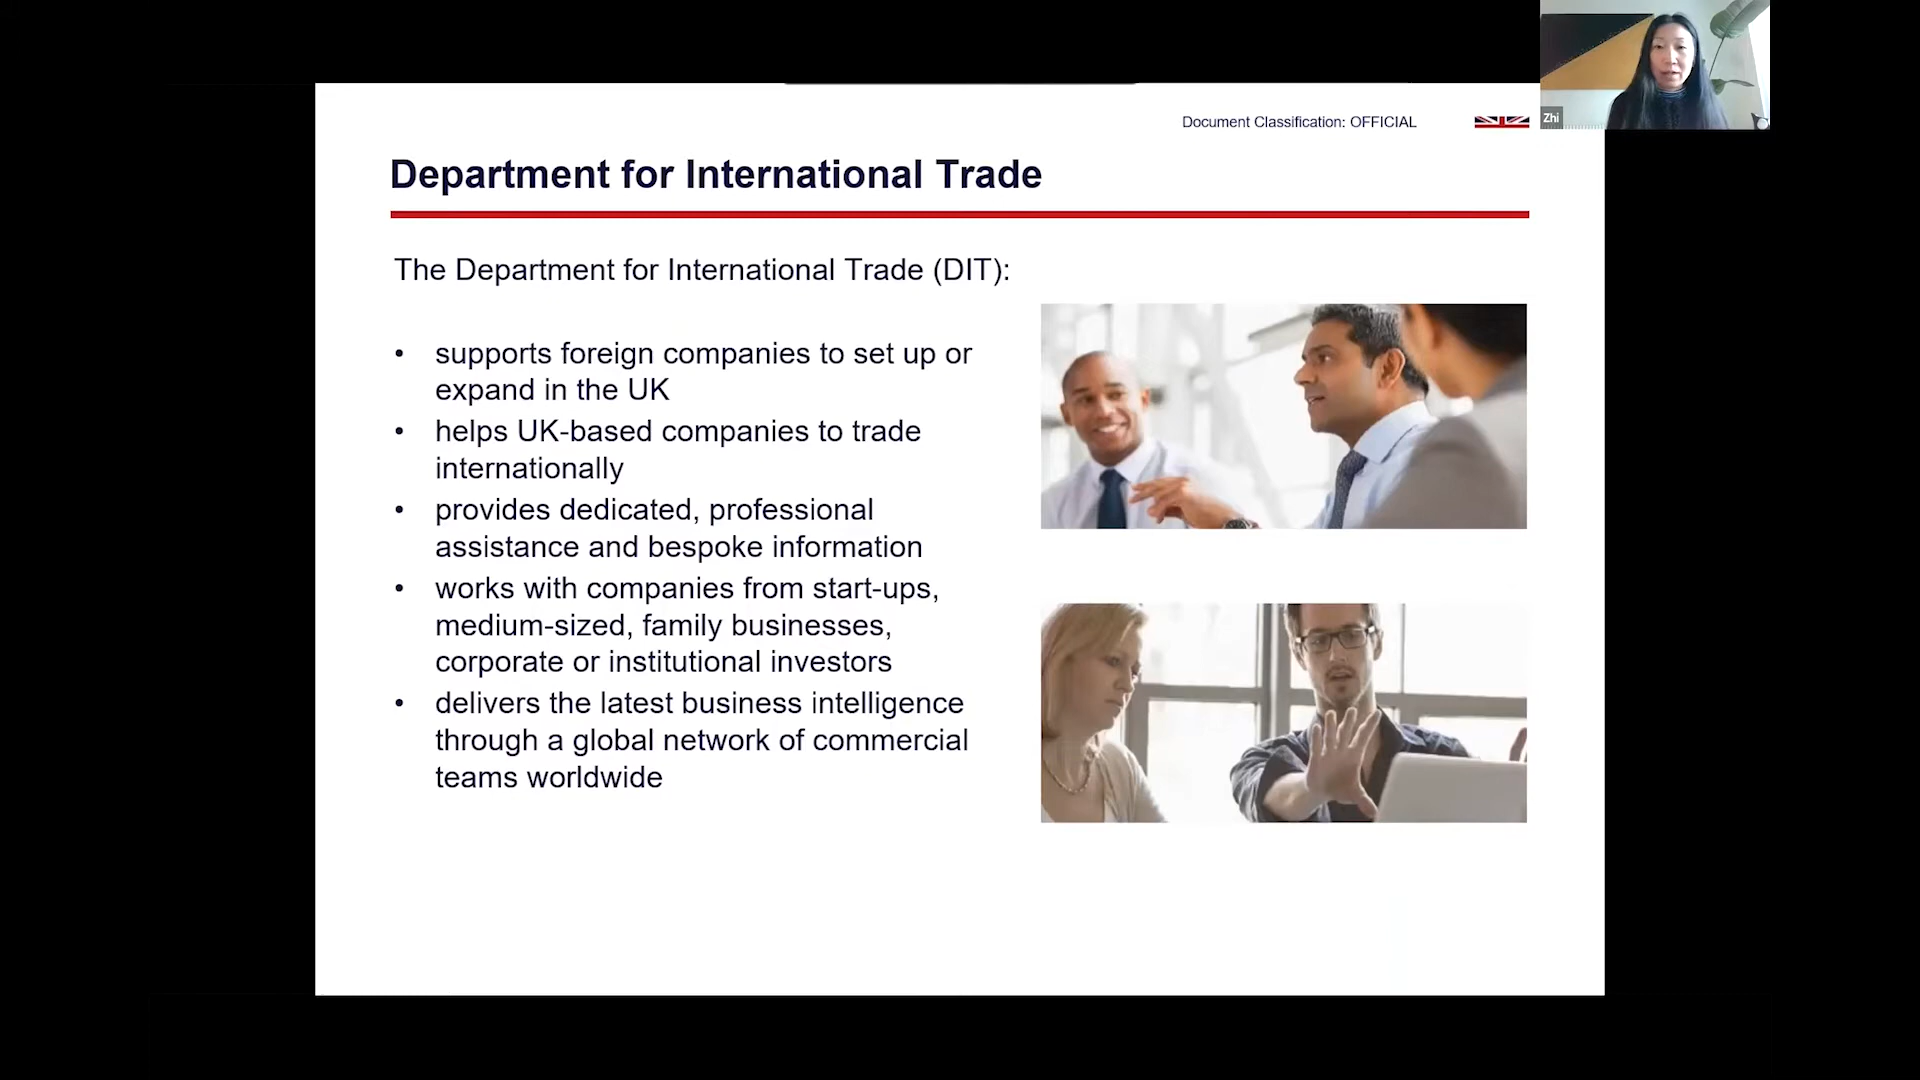 Zhi
Document Classification: OFFICIAL
Department for International Trade
The Department for International Trade (DIT):
• supports foreign companies to set up or
expand in the UK
• helps UK-based companies to trade
internationally
• provides dedicated, professional
assistance and bespoke information
• works with companies from start-ups,
medium-sized, family businesses,
corporate or institutional investors
• delivers the latest business intelligence
through a global network of commercial
teams worldwide